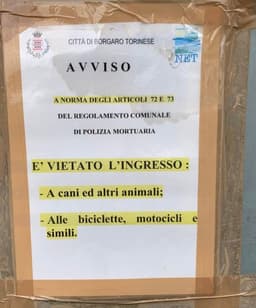 CITTÀ DI BORGARO TORINESE
NET
AVVISO
A NORMA DEGLI ARTICOLI 72 E 73
DEL REGOLAMENTO COMUNALE
DI POLIZIA MORTUARIA
E' VIETATO L'INGRESSO :
- A cani ed altri animali;
- Alle biciclette, motocicli e
simili.